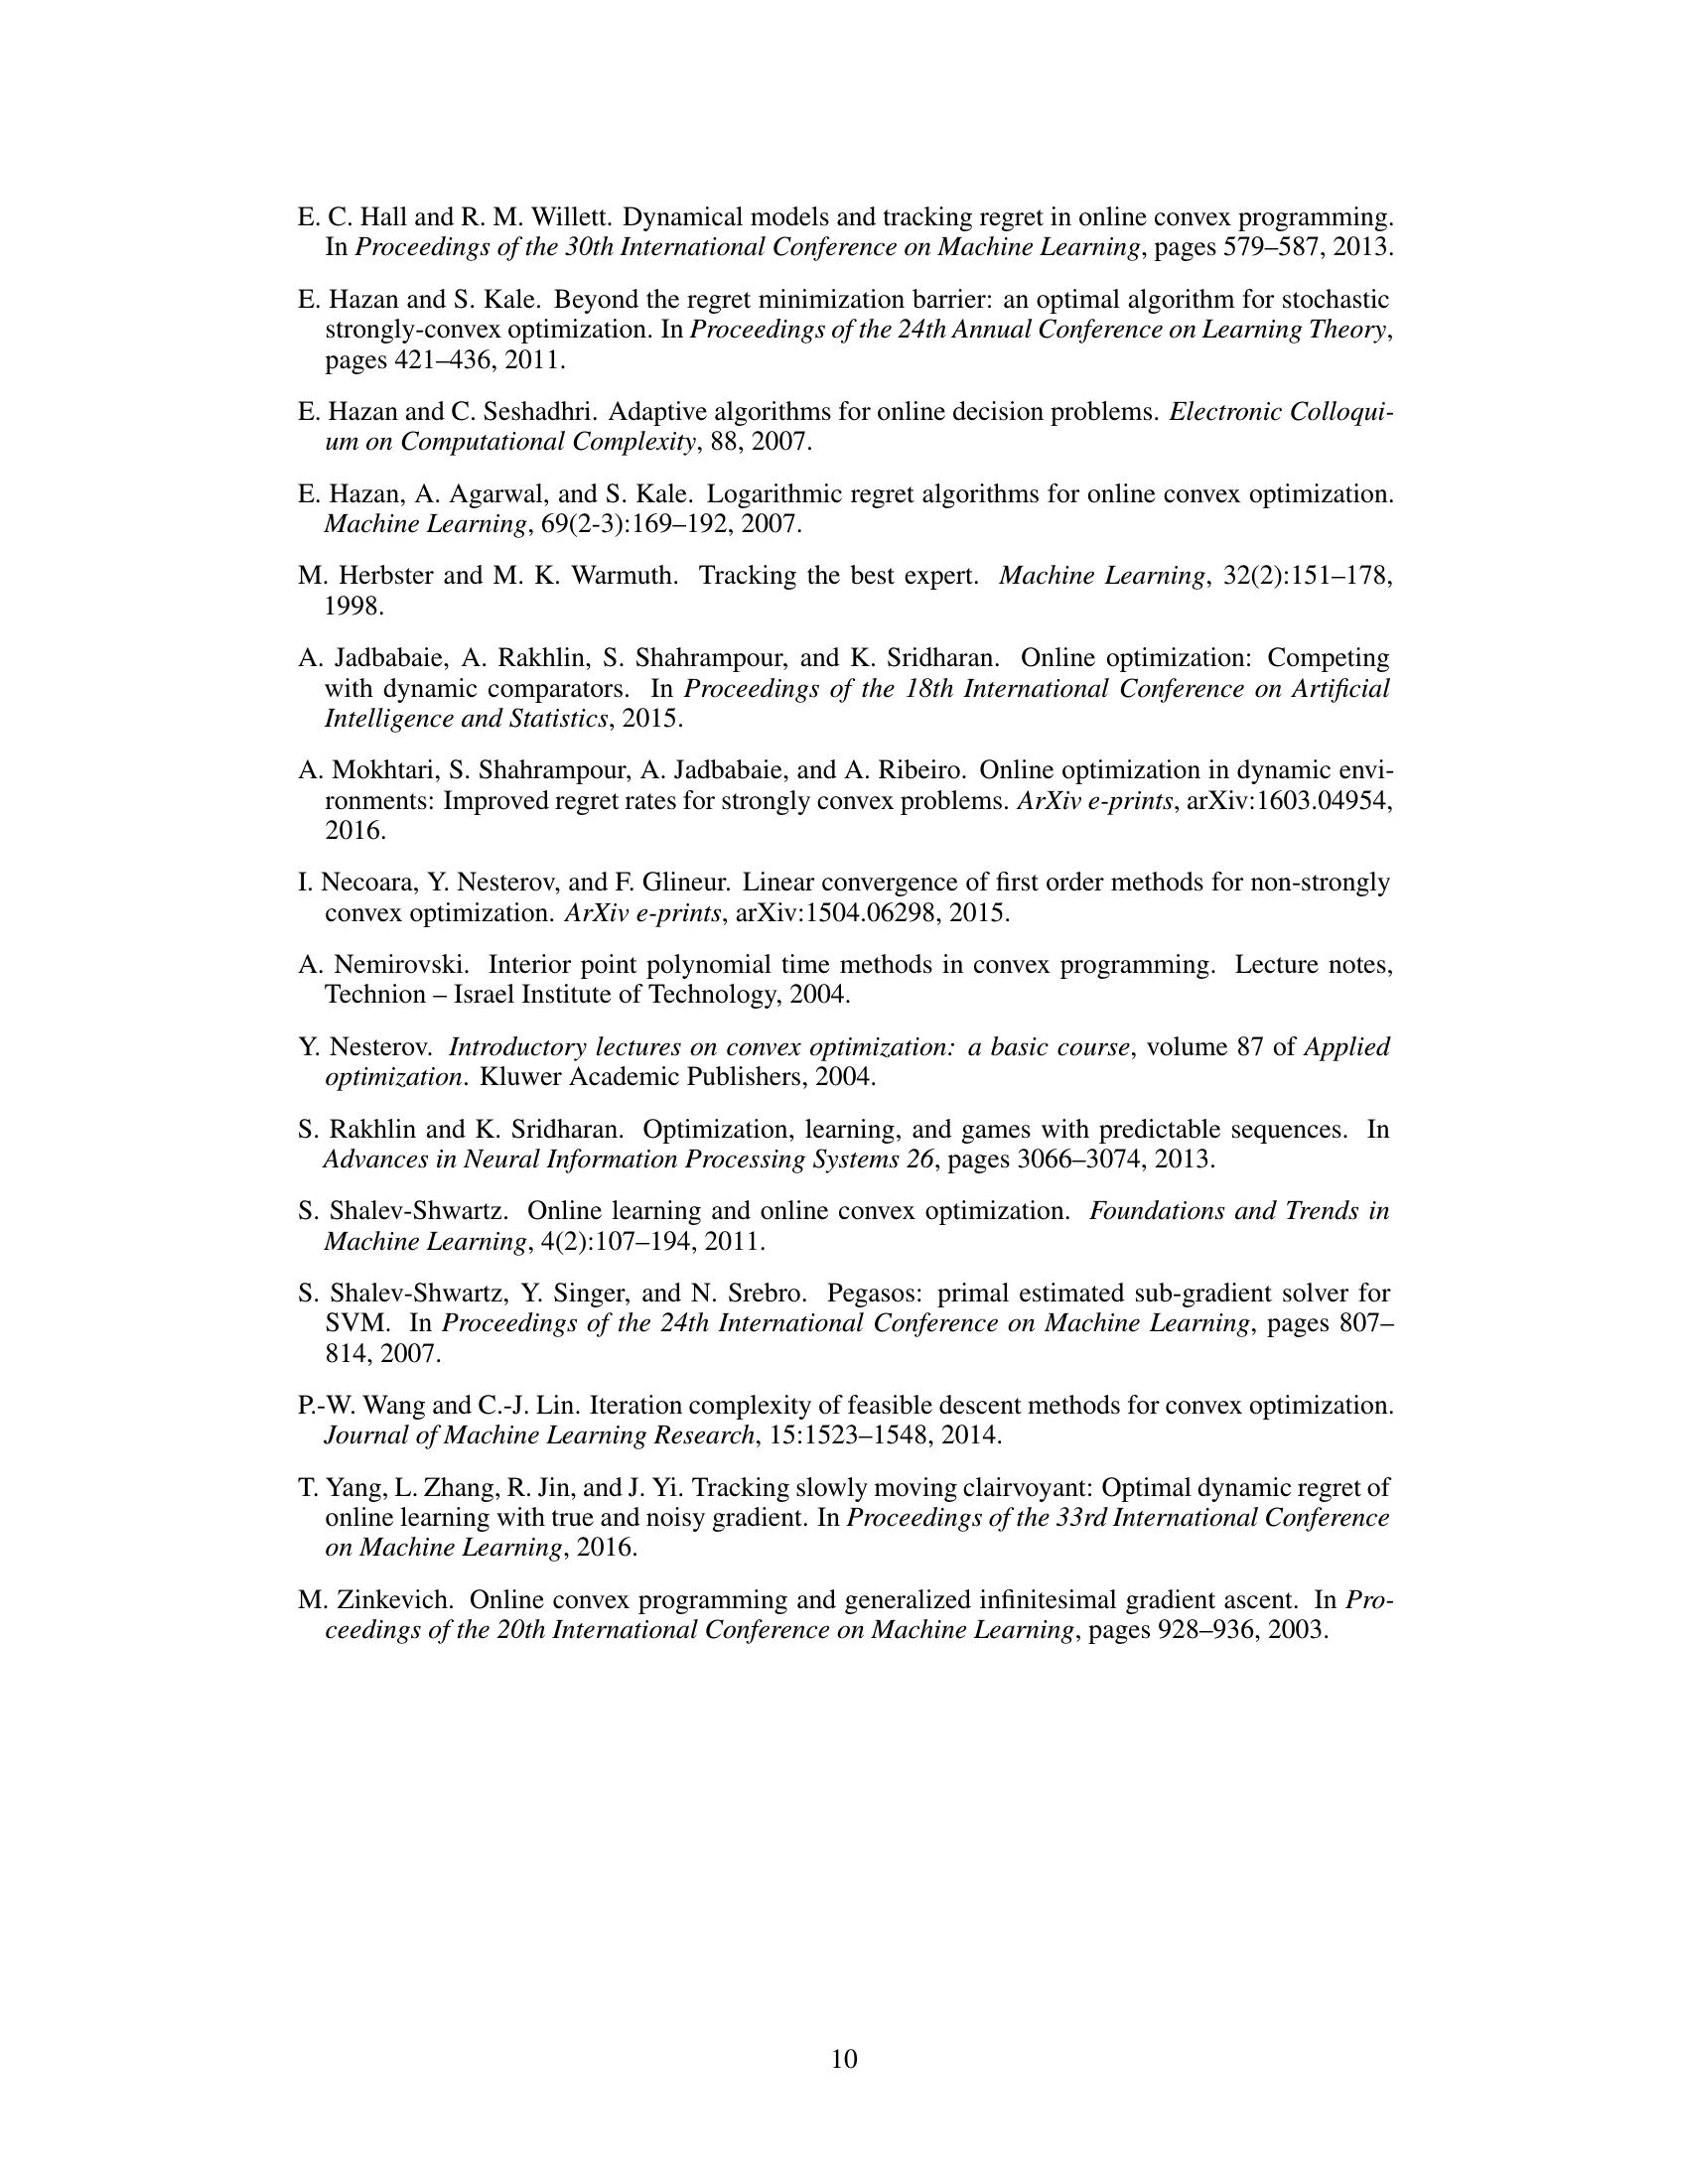 E. C. Hall and R. M. Willett. Dynamical models and tracking regret in online convex programming.
In Proceedings of the 30th International Conference on Machine Learning, pages 579–587, 2013.
E. Hazan and S. Kale. Beyond the regret minimization barrier: an optimal algorithm for stochastic
strongly-convex optimization. In Proceedings of the 24th Annual Conference on Learning Theory,
pages 421–436, 2011.
E. Hazan and C. Seshadhri. Adaptive algorithms for online decision problems. Electronic Colloqui-
um on Computational Complexity, 88, 2007.
E. Hazan, A. Agarwal, and S. Kale. Logarithmic regret algorithms for online convex optimization.
Machine Learning, 69(2-3):169–192, 2007.
M. Herbster and M. K. Warmuth. Tracking the best expert. Machine Learning, 32(2):151–178,
1998.
A. Jadbabaie, A. Rakhlin, S. Shahrampour, and K. Sridharan. Online optimization: Competing
with dynamic comparators. In Proceedings of the 18th International Conference on Artificial
Intelligence and Statistics, 2015.
A. Mokhtari, S. Shahrampour, A. Jadbabaie, and A. Ribeiro. Online optimization in dynamic envi-
ronments: Improved regret rates for strongly convex problems. ArXiv e-prints, arXiv:1603.04954,
2016.
I. Necoara, Y. Nesterov, and F. Glineur. Linear convergence of first order methods for non-strongly
convex optimization. ArXiv e-prints, arXiv:1504.06298, 2015.
A. Nemirovski. Interior point polynomial time methods in convex programming. Lecture notes,
Technion – Israel Institute of Technology, 2004.
Y. Nesterov. Introductory lectures on convex optimization: a basic course, volume 87 of Applied
optimization. Kluwer Academic Publishers, 2004.
S. Rakhlin and K. Sridharan. Optimization, learning, and games with predictable sequences. In
Advances in Neural Information Processing Systems 26, pages 3066–3074, 2013.
S. Shalev-Shwartz. Online learning and online convex optimization. Foundations and Trends in
Machine Learning, 4(2):107–194, 2011.
S. Shalev-Shwartz, Y. Singer, and N. Srebro. Pegasos: primal estimated sub-gradient solver for
SVM. In Proceedings of the 24th International Conference on Machine Learning, pages 807–
814, 2007.
P.-W. Wang and C.-J. Lin. Iteration complexity of feasible descent methods for convex optimization.
Journal of Machine Learning Research, 15:1523–1548, 2014.
T. Yang, L. Zhang, R. Jin, and J. Yi. Tracking slowly moving clairvoyant: Optimal dynamic regret of
online learning with true and noisy gradient. In Proceedings of the 33rd International Conference
on Machine Learning, 2016.
M. Zinkevich. Online convex programming and generalized infinitesimal gradient ascent. In Pro-
ceedings of the 20th International Conference on Machine Learning, pages 928–936, 2003.
10